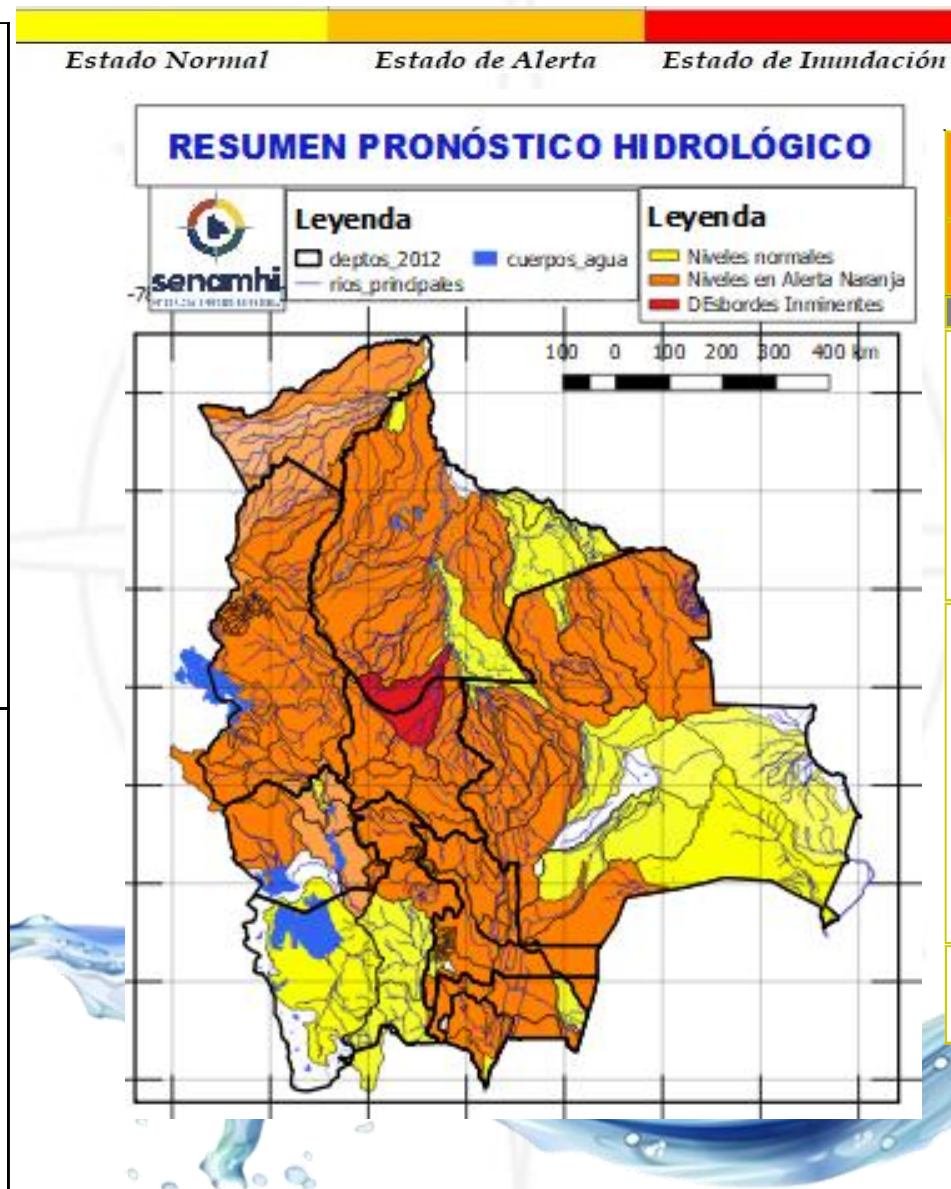 Estado Normal Estado de Alerta Estado de Inundación
RESUMEN PRONÓSTICO HIDROLÓGICO
senamhi
Leyenda
deptos_2012 cuerpos_agua
rios_principales
Leyenda
Niveles normales
Niveles en Alerta Naranja
DEsbordes Inminentes
100 0 100 200 300 400 km